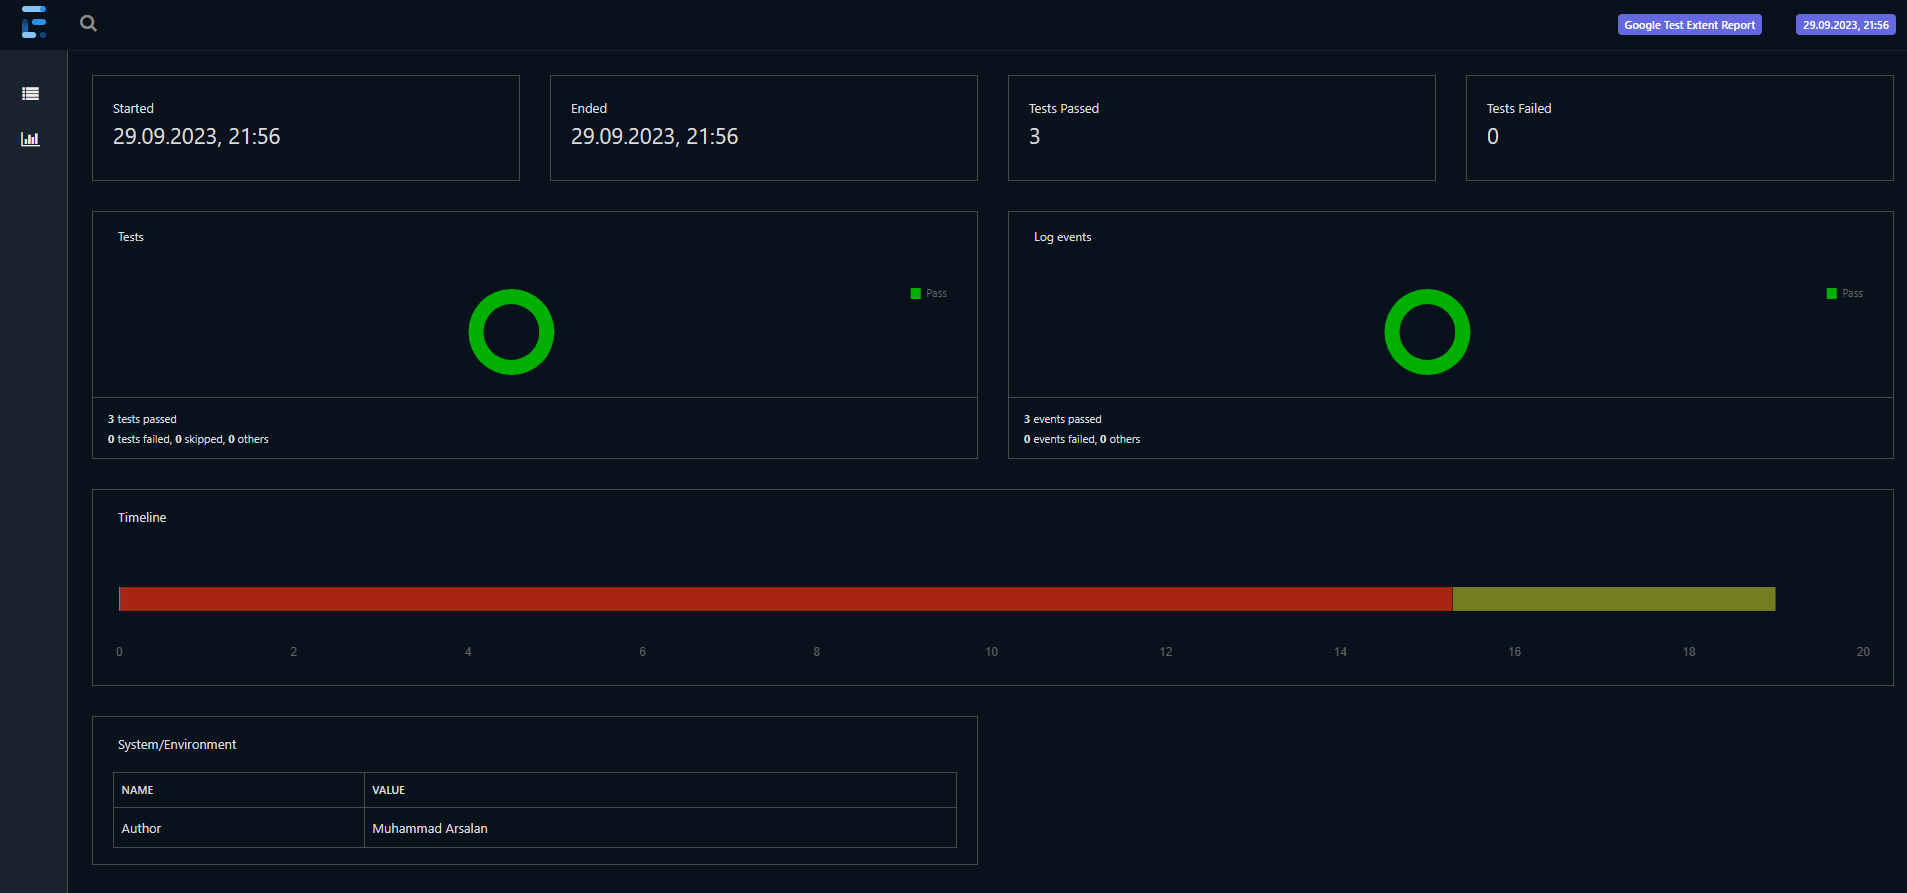 Google Test Extent Report
29.09.2023, 21:56
Started
29.09.2023, 21:56
Ended
29.09.2023, 21:56
Tests Passed
3
Tests Failed
0
Tests
Pass
3 tests passed
0 tests failed, 0 skipped, 0 others
Log events
Pass
3 events passed
0 events failed, 0 others
Timeline
0 2 4 6 8 10 12 14 16 18 20
System/Environment
NAME VALUE
Author Muhammad Arsalan